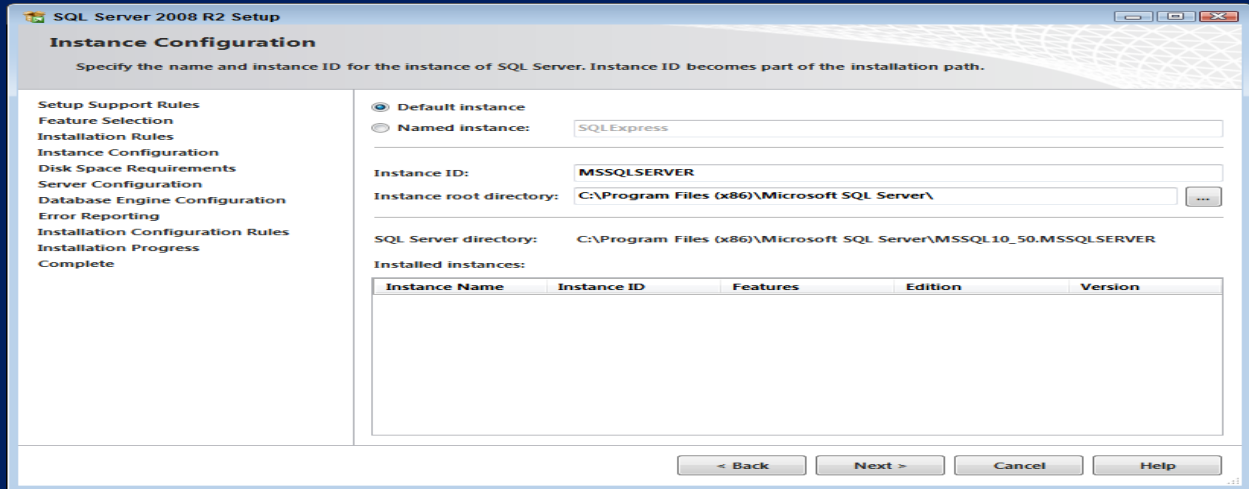 SQL Server 2008 R2 Setup
Instance Configuration
Specify the name and instance ID for the instance of SQL Server. Instance ID becomes part of the installation path.
Setup Support Rules
Feature Selection
Installation Rules
Instance Configuration
Disk Space Requirements
Server Configuration
Database Engine Configuration
Error Reporting
Installation Configuration Rules
Installation Progress
Complete
Default instance
Named instance: SQLExpress
Instance ID: MSSQLSERVER
Instance root directory: C:\Program Files (x86)\Microsoft SQL Server\ ...
SQL Server directory: C:\Program Files (x86)\Microsoft SQL Server\MSSQL10_50.MSSQLSERVER
Installed instances:
Instance Name Instance ID Features Edition Version
< Back Next > Cancel Help